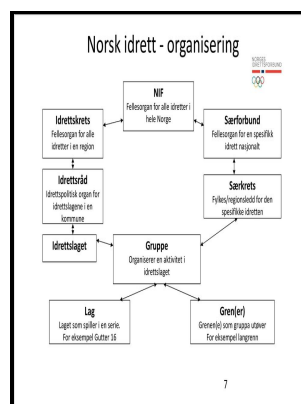 Norsk idrett - organisering
NORGES
IDRETTSFORBUND
NIF
Fellesorgan for alle idretter i
hele Norge
Idrettskrets
Fellesorgan for alle
idretter i en region
Særforbund
Fellesorgan for en spesifikk
idrett nasjonalt
Idrettsråd
Idrettspolitisk organ for
idrettslagene i en
kommune
Særkrets
Fylkes/regionsledd for den
spesifikke idretten
Idrettslaget
Gruppe
Organiserer en aktivitet i
idrettslaget
Lag
Laget som spiller i en serie.
For eksempel Gutter 16
Gren(er)
Grenen(e) som gruppa utøver
For eksempel langrenn
7